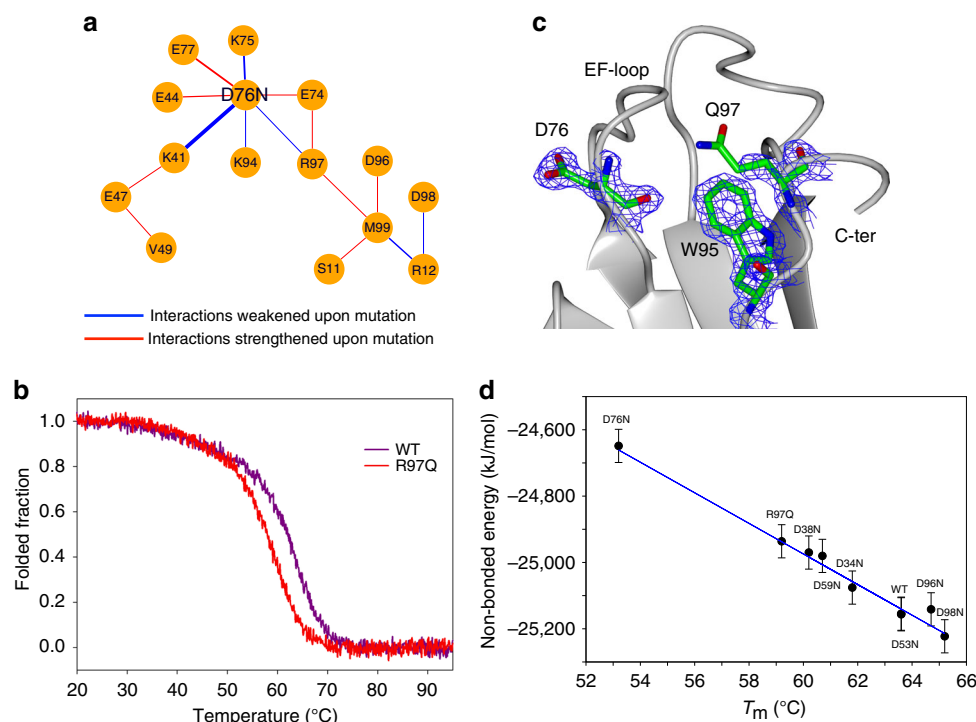 a
E77
K75
E44
D76N
E74
K41
K94
R97
D96
E47
D98
M99
V49
S11
R12
Interactions weakened upon mutation
Interactions strengthened upon mutation
c
EF-loop
Q97
D76
W95
C-ter
b
Folded fraction
1.0
0.8
0.6
0.4
0.2
0.0
WT
R97Q
20 30 40 50 60 70 80 90
Temperature (°C)
d
Non-bonded energy (kJ/mol)
−24,600
−24,800
−25,000
−25,200
D76N
R97Q
D38N
D59N
D34N
WT
D53N
D96N
D98N
52 54 56 58 60 62 64 66
Tm (°C)